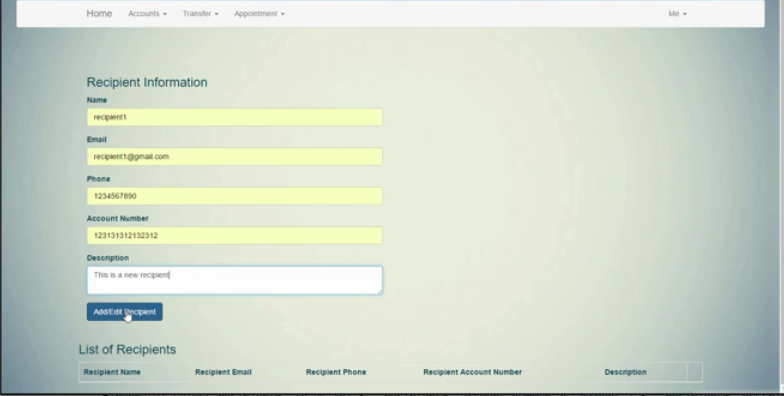 Home Accounts Transfer Appointment Me
Recipient Information
Name
recipient1
Email
recipient1@gmail.com
Phone
1234567890
Account Number
123131312132312
Description
This is a new recipient
Add/Edit Recipient
List of Recipients
Recipient Name Recipient Email Recipient Phone Recipient Account Number Description